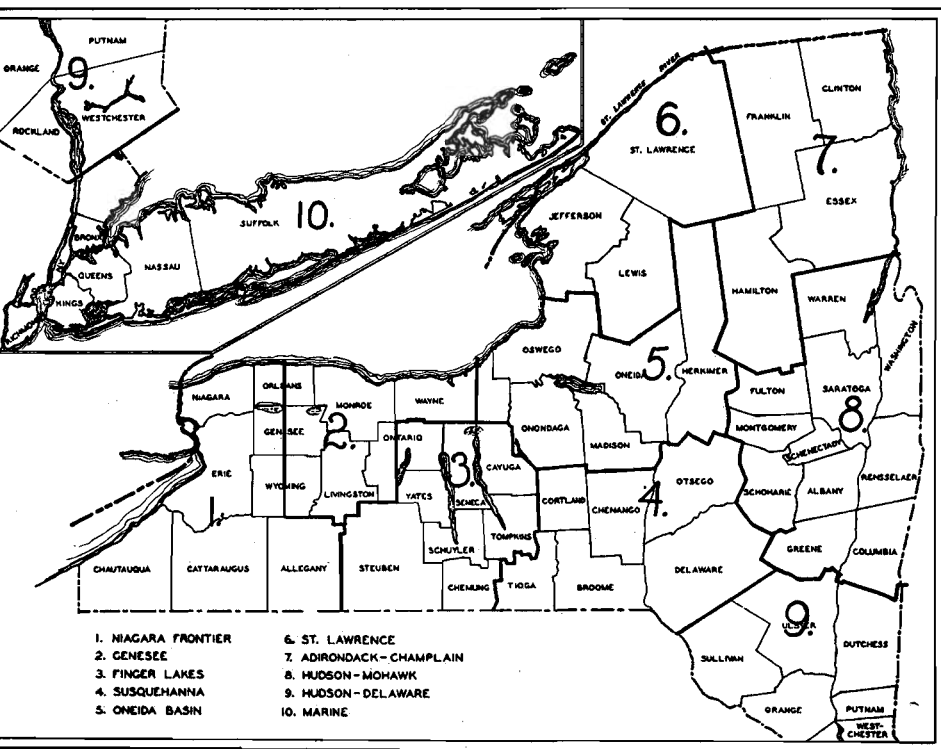 PUTNAM
ORANGE
9.
WESTCHESTER
ROCKLAND
ST. LAWRENCE RIVER
6.
ST. LAWRENCE
FRANKLIN
CLINTON
7.
ESSEX
SUFFOLK
10.
BRONX
NASSAU
QUEENS
N.Y.
KINGS
RICHMOND
JEFFERSON
LEWIS
HAMILTON
WARREN
WASHINGTON
OSWEGO
ONEIDA
5.
HERKIMER
FULTON
SARATOGA
8.
MONTGOMERY
SCHENECTADY
NIAGARA
ORLEANS
MONROE
WAYNE
GENESEE
2.
ONTARIO
ONONDAGA
MADISON
ERIE
WYOMING
LIVINGSTON
YATES
3.
SENECA
CAYUGA
CORTLAND
CHENANGO
4.
OTSEGO
SCHOHARIE
ALBANY
RENSSELAER
SCHUYLER
TOMPKINS
GREENE
COLUMBIA
CHAUTAUQUA
CATTARAUGUS
ALLEGANY
STEUBEN
CHEMUNG
TIOGA
BROOME
DELAWARE
9.
ULSTER
DUTCHESS
SULLIVAN
ORANGE
PUTNAM
WEST-
CHESTER
1. NIAGARA FRONTIER
2. GENESEE
3. FINGER LAKES
4. SUSQUEHANNA
5. ONEIDA BASIN
6. ST. LAWRENCE
7. ADIRONDACK-CHAMPLAIN
8. HUDSON-MOHAWK
9. HUDSON-DELAWARE
10. MARINE